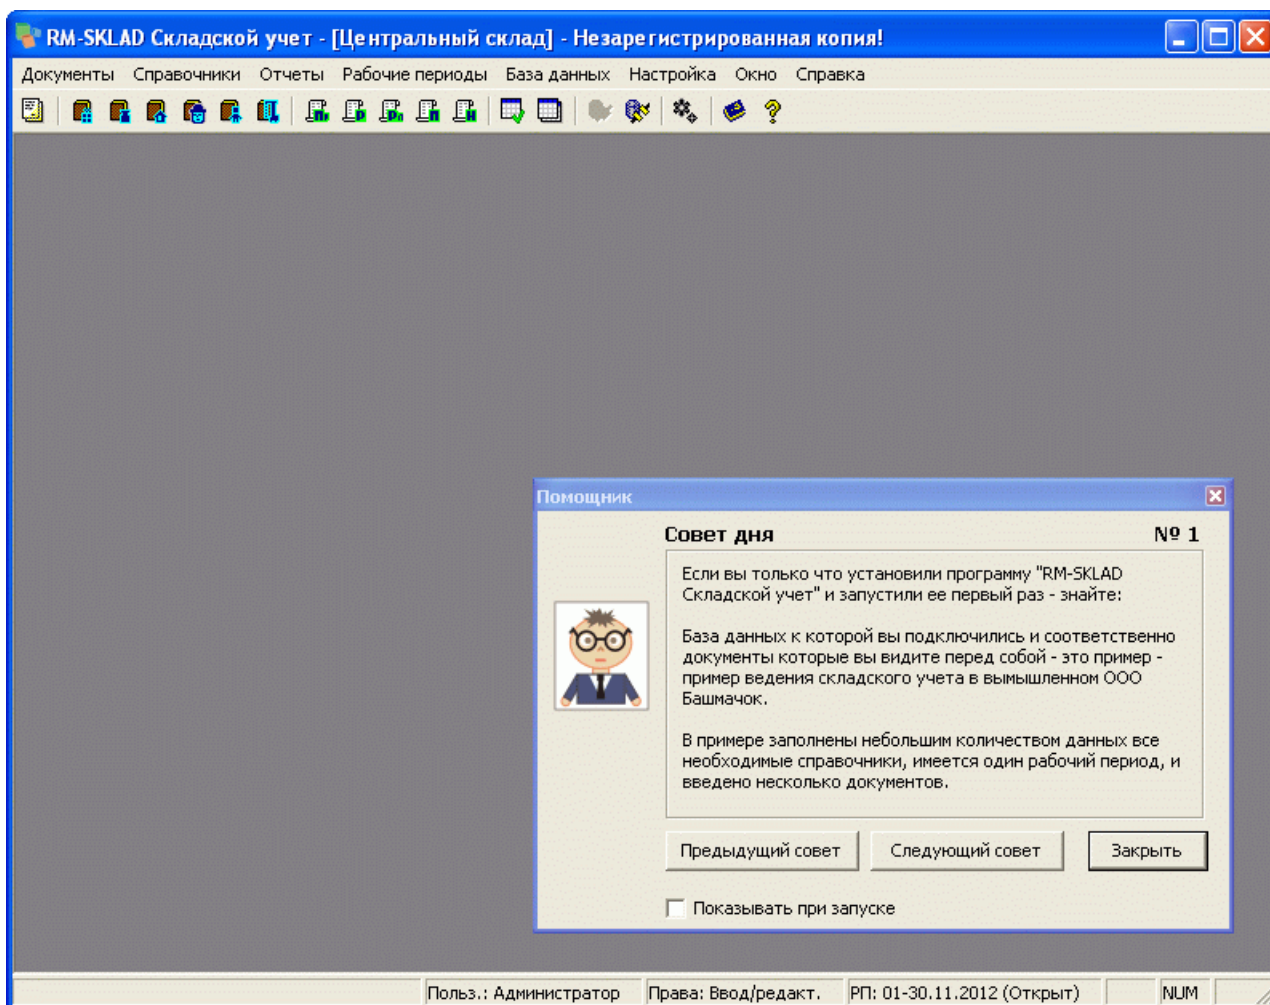 RM-SKLAD Складской учет - [Центральный склад] - Незарегистрированная копия!
Документы Справочники Отчеты Рабочие периоды База данных Настройка Окно Справка
Помощник
Совет дня № 1
Если вы только что установили программу "RM-SKLAD
Складской учет" и запустили ее первый раз - знайте:
База данных к которой вы подключились и соответственно
документы которые вы видите перед собой - это пример -
пример ведения складского учета в вымышленном ООО
Башмачок.
В примере заполнены небольшим количеством данных все
необходимые справочники, имеется один рабочий период, и
введено несколько документов.
Предыдущий совет Следующий совет Закрыть
Показывать при запуске
Польз.: Администратор Права: Ввод/редакт. РП: 01-30.11.2012 (Открыт) NUM